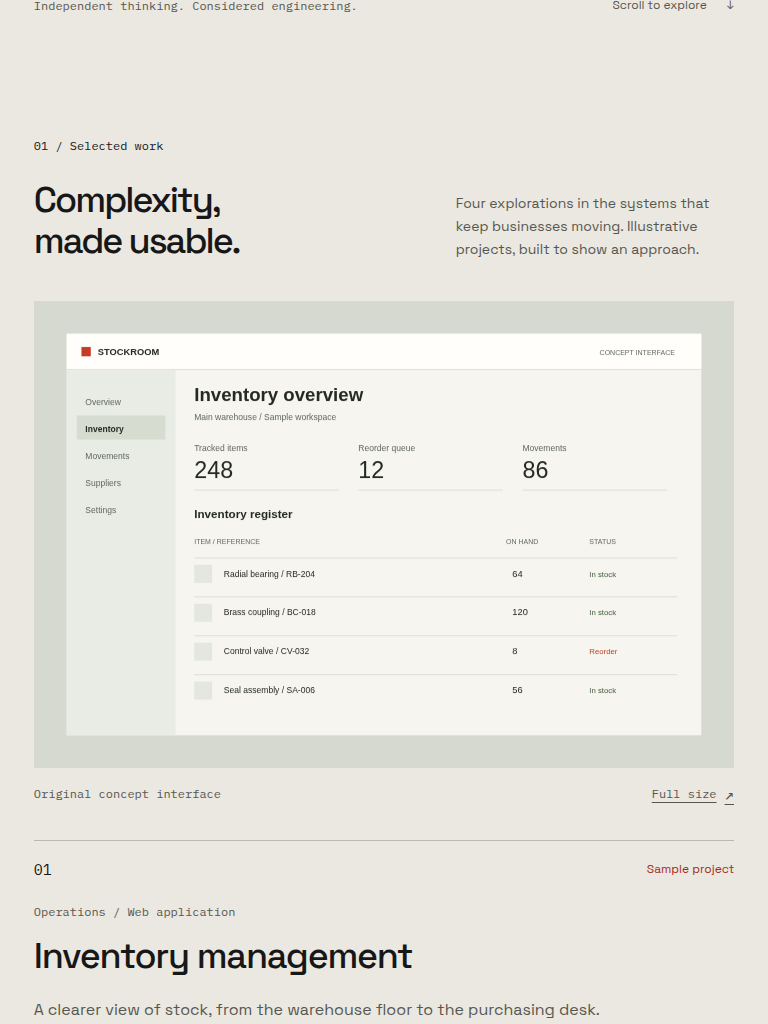 Independent thinking. Considered engineering.
Scroll to explore ↓
01 / Selected work
Complexity,
made usable.
Four explorations in the systems that
keep businesses moving. Illustrative
projects, built to show an approach.
STOCKROOM
CONCEPT INTERFACE
Overview
Inventory
Movements
Suppliers
Settings
Inventory overview
Main warehouse / Sample workspace
Tracked items
248
Reorder queue
12
Movements
86
Inventory register
ITEM / REFERENCE ON HAND STATUS
Radial bearing / RB-204 64 In stock
Brass coupling / BC-018 120 In stock
Control valve / CV-032 8 Reorder
Seal assembly / SA-006 56 In stock
Original concept interface
Full size ↗
01
Sample project
Operations / Web application
Inventory management
A clearer view of stock, from the warehouse floor to the purchasing desk.